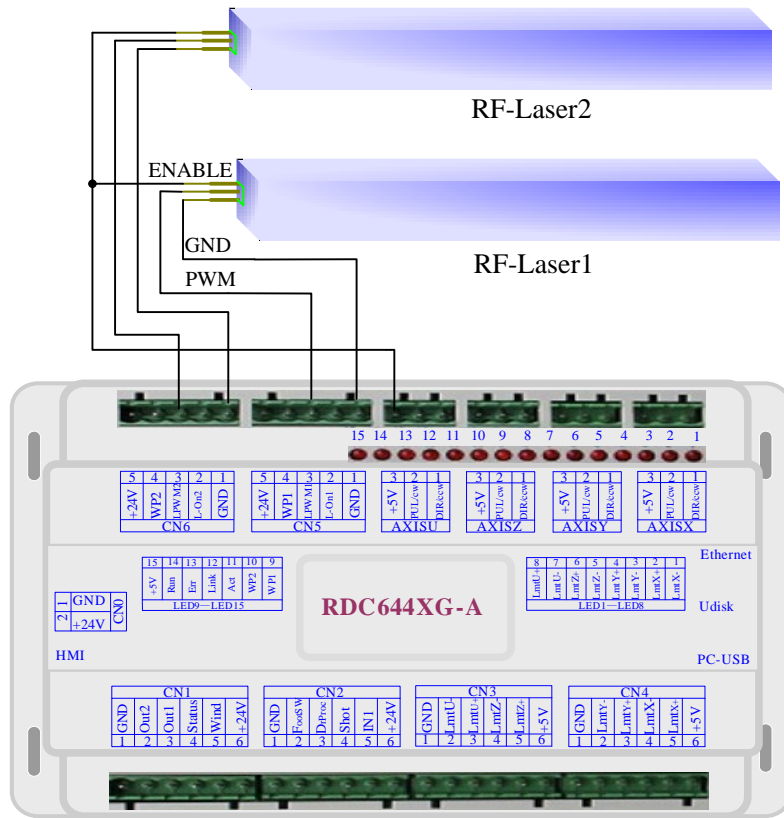 RF-Laser2
ENABLE
GND
RF-Laser1
PWM
15 14 13 12 11 10 9 8 7 6 5 4 3 2 1
5 4 3 2 1
+24V WP2 LPWM2 L-On2 GND
CN6
5 4 3 2 1
+24V WP1 LPWM1 L-On1 GND
CN5
3 2 1
+5V PUL/cw DIR/ccw
AXISU
3 2 1
+5V PUL/cw DIR/ccw
AXISZ
3 2 1
+5V PUL/cw DIR/ccw
AXISY
3 2 1
+5V PUL/cw DIR/ccw
AXISX
Ethernet
15 14 13 12 11 10 9
+5V Run Err Link Act WP2 WP1
LED9—LED15
8 7 6 5 4 3 2 1
LmtU+ LmtU- LmtZ+ LmtZ- LmtY+ LmtY- LmtX+ LmtX-
LED1—LED8
1 GND
2 +24V
CN0
RDC644XG-A
Udisk
HMI
PC-USB
CN1
GND Out2 Out1 Status Wind +24V
1 2 3 4 5 6
CN2
GND FootSW DrProc Shot IN1 +24V
1 2 3 4 5 6
CN3
GND LmtU- LmtU+ LmtZ- LmtZ+ +5V
1 2 3 4 5 6
CN4
GND LmtY- LmtY+ LmtX- LmtX+ +5V
1 2 3 4 5 6